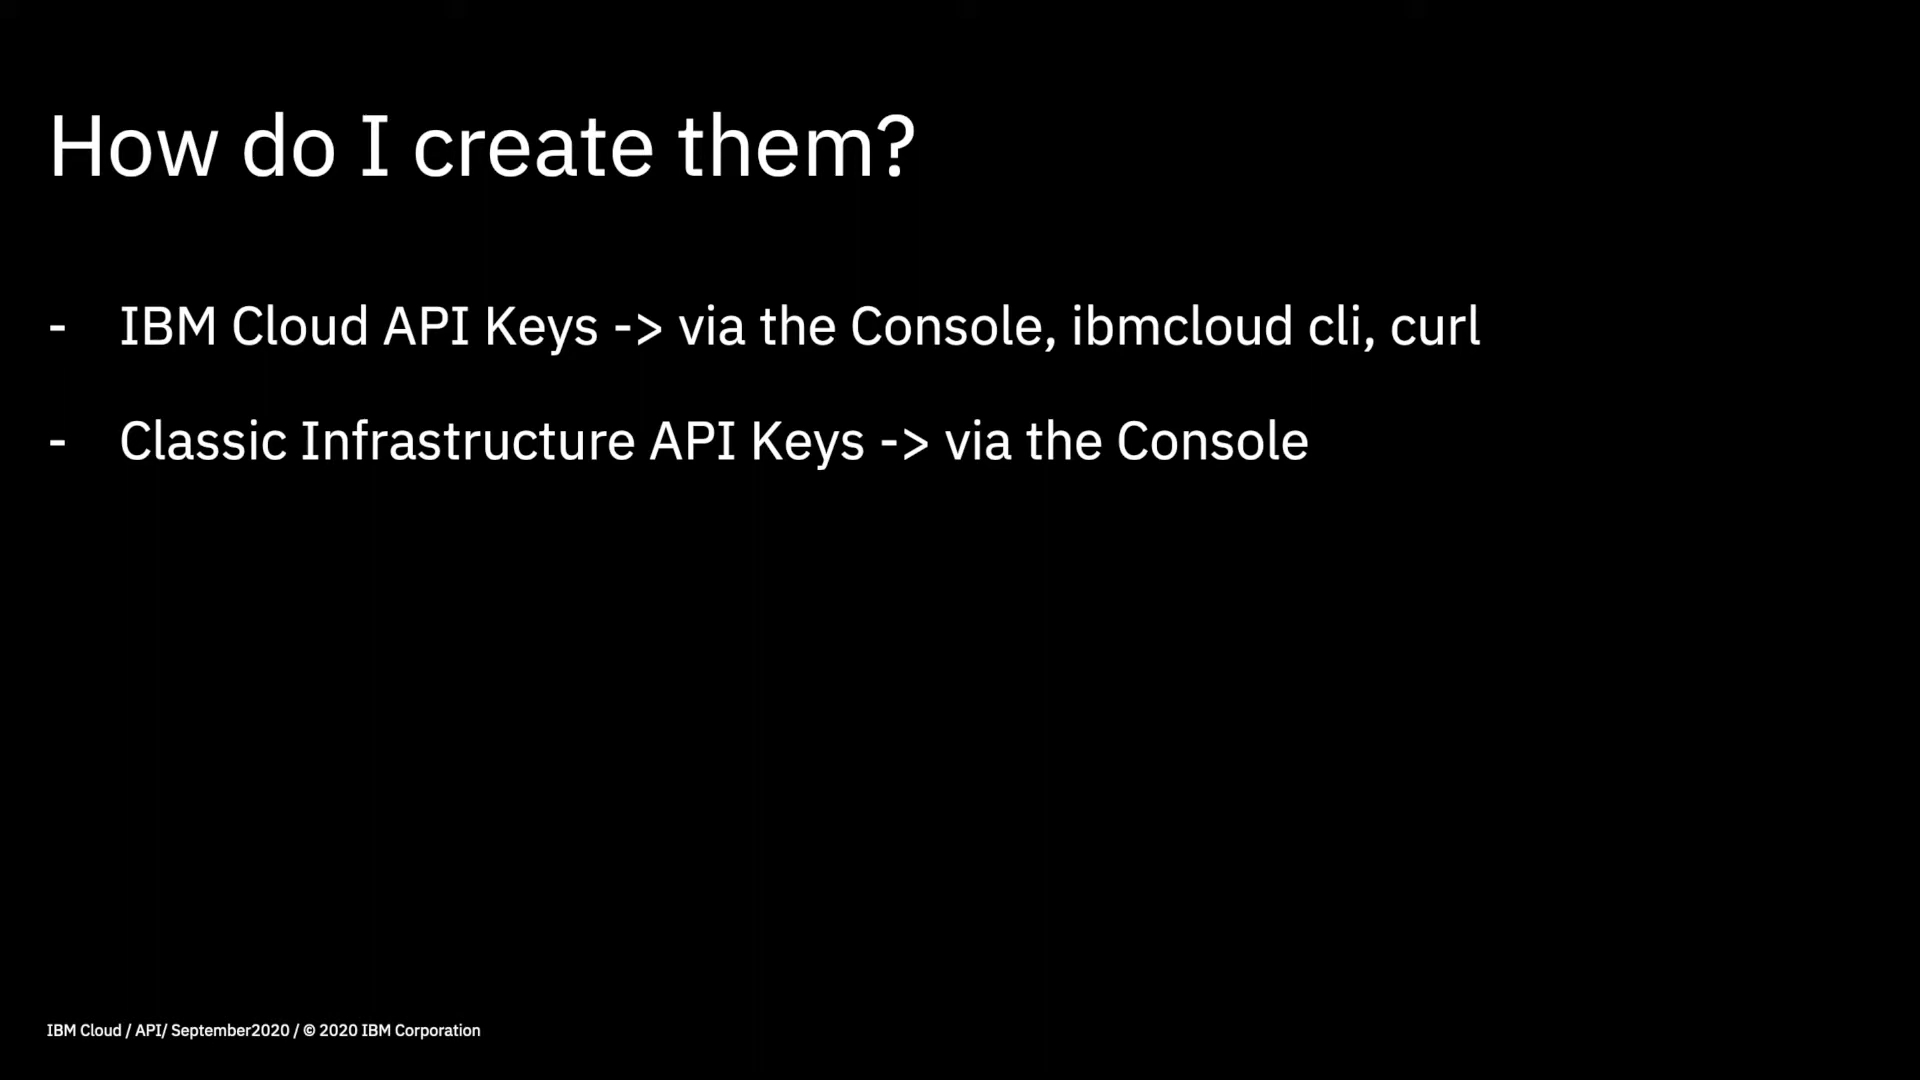 How do I create them?
- IBM Cloud API Keys -> via the Console, ibmcloud cli, curl
- Classic Infrastructure API Keys -> via the Console
IBM Cloud / API/ September2020 / © 2020 IBM Corporation